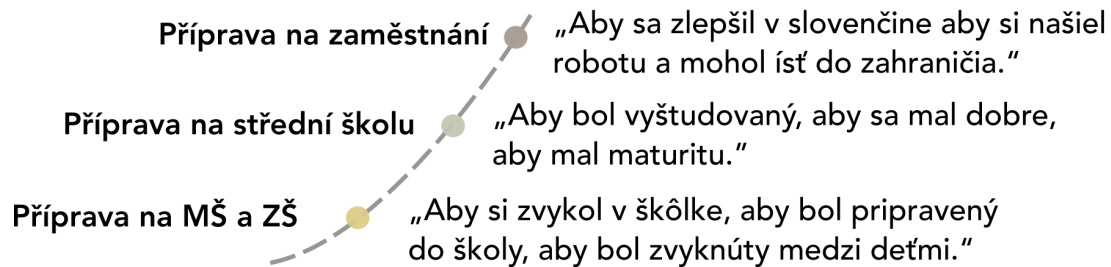 Příprava na zaměstnání
„Aby sa zlepšil v slovenčine aby si našiel
robotu a mohol ísť do zahraničia.“
Příprava na střední školu
„Aby bol vyštudovaný, aby sa mal dobre,
aby mal maturitu.“
Příprava na MŠ a ZŠ
„Aby si zvykol v škôlke, aby bol pripravený
do školy, aby bol zvyknúty medzi deťmi.“